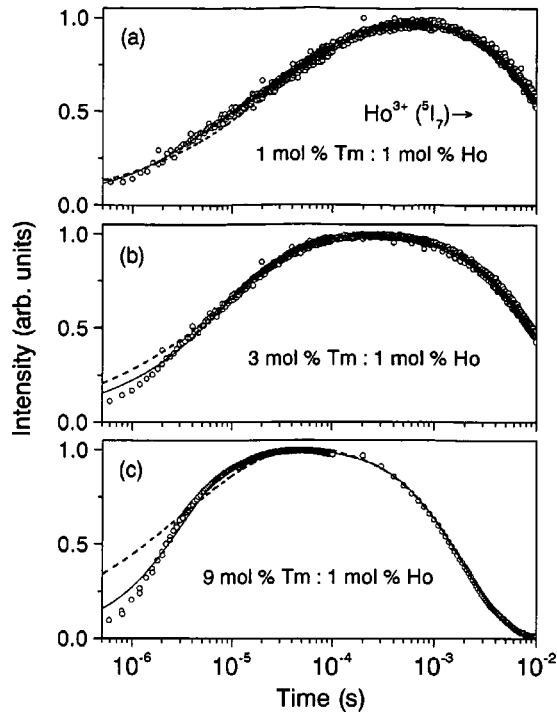 (a)
1.0
0.5
0.0
Ho³⁺ (⁵I₇)→
1 mol % Tm : 1 mol % Ho
(b)
1.0
0.5
0.0
3 mol % Tm : 1 mol % Ho
(c)
1.0
0.5
0.0
9 mol % Tm : 1 mol % Ho
Intensity (arb. units)
10⁻⁶ 10⁻⁵ 10⁻⁴ 10⁻³ 10⁻²
Time (s)